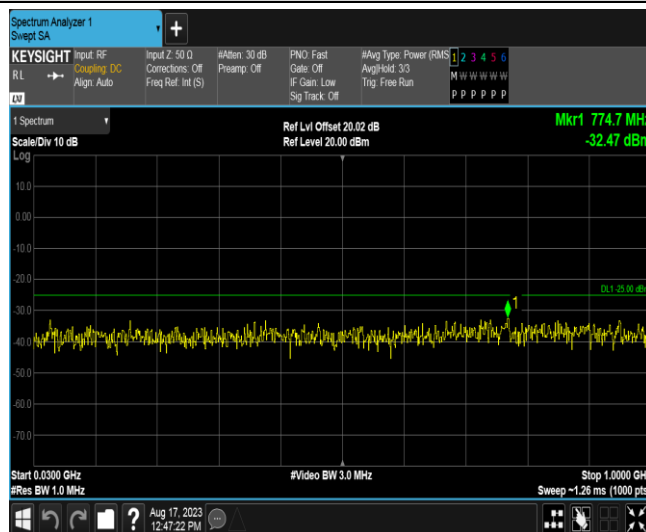 Spectrum Analyzer 1
Swept SA
KEYSIGHT
RL
LXI
Input: RF
Coupling: DC
Align: Auto
Input Z: 50 Ω
Corrections: Off
Freq Ref: Int (S)
#Atten: 30 dB
Preamp: Off
PNO: Fast
Gate: Off
IF Gain: Low
Sig Track: Off
#Avg Type: Power (RMS
Avg|Hold: 3/3
Trig: Free Run
1 2 3 4 5 6
M W W W W W
P P P P P P
1 Spectrum
Scale/Div 10 dB
Log
Ref Lvl Offset 20.02 dB
Ref Level 20.00 dBm
Mkr1 774.7 MHz
-32.47 dBm
10.0
0.00
-10.0
-20.0
DL1 -25.00 dBm
1
-30.0
-40.0
-50.0
-60.0
-70.0
Start 0.0300 GHz
#Res BW 1.0 MHz
#Video BW 3.0 MHz
Stop 1.0000 GHz
Sweep ~1.26 ms (1000 pts)
?
Aug 17, 2023
12:47:22 PM